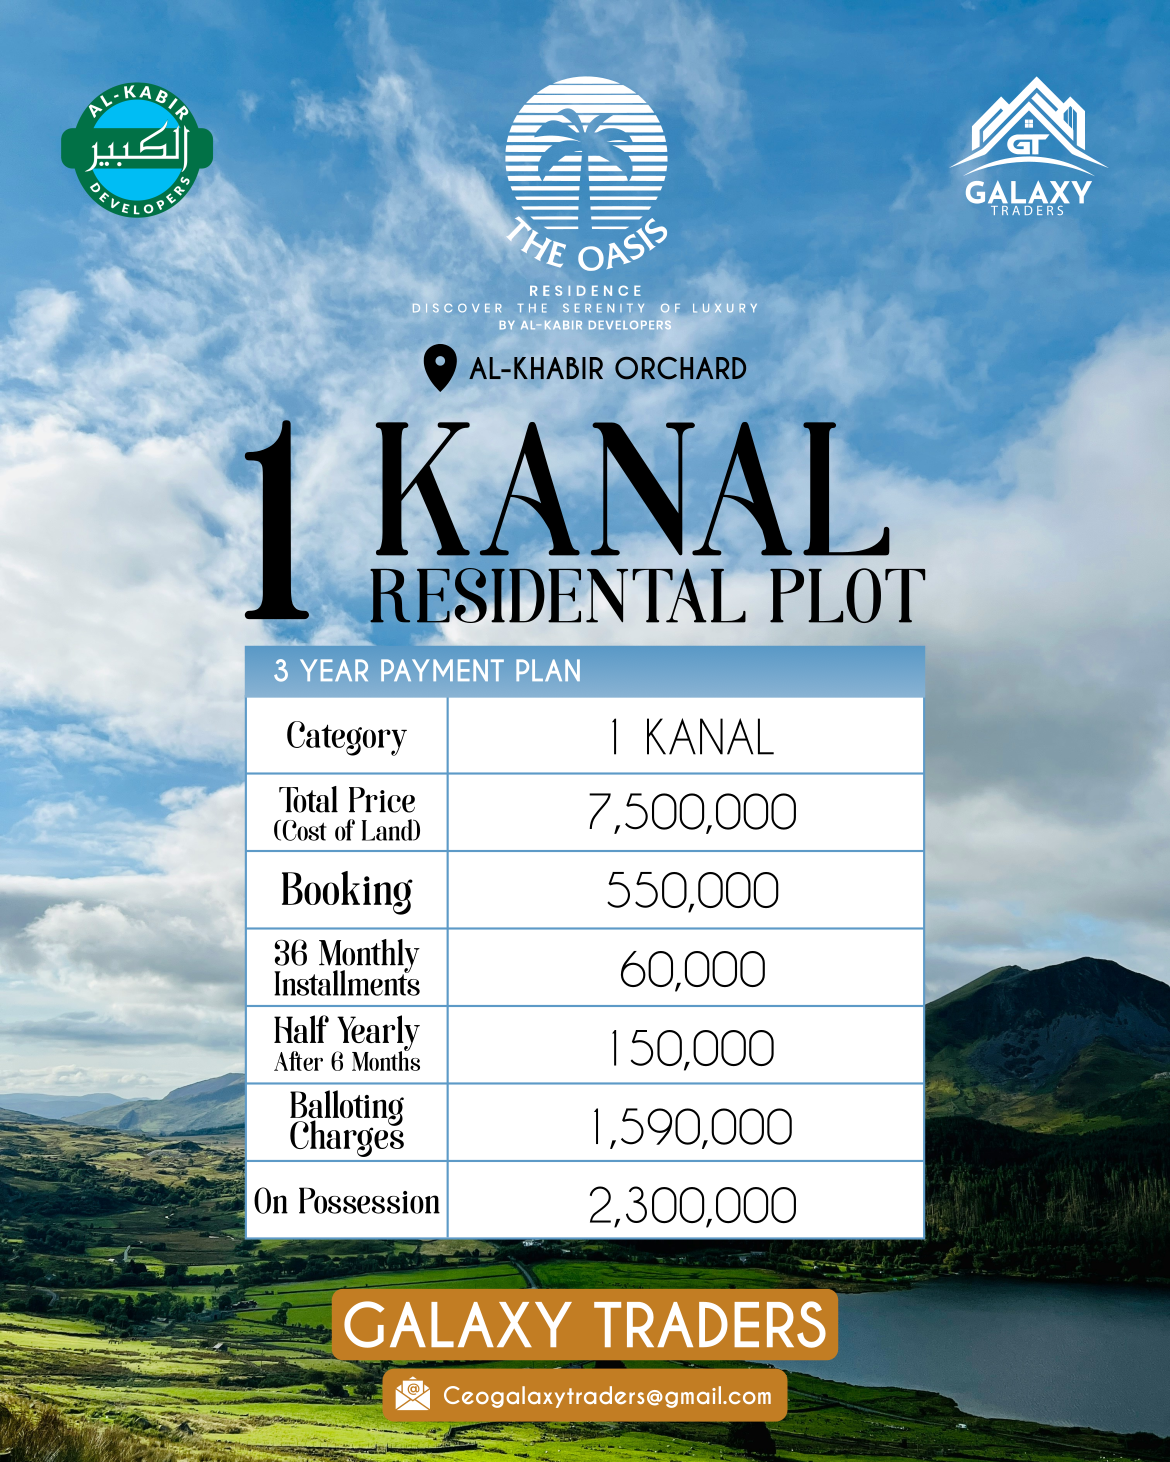 AL-KABIR
الكبير
DEVELOPERS
THE OASIS
RESIDENCE
DISCOVER THE SERENITY OF LUXURY
BY AL-KABIR DEVELOPERS
GT
GALAXY
TRADERS
AL-KHABIR ORCHARD
1 KANAL
RESIDENTAL PLOT
3 YEAR PAYMENT PLAN
Category 1 KANAL
Total Price
(Cost of Land) 7,500,000
Booking 550,000
36 Monthly
Installments 60,000
Half Yearly
After 6 Months 150,000
Balloting
Charges 1,590,000
On Possession 2,300,000
GALAXY TRADERS
Ceogalaxytraders@gmail.com